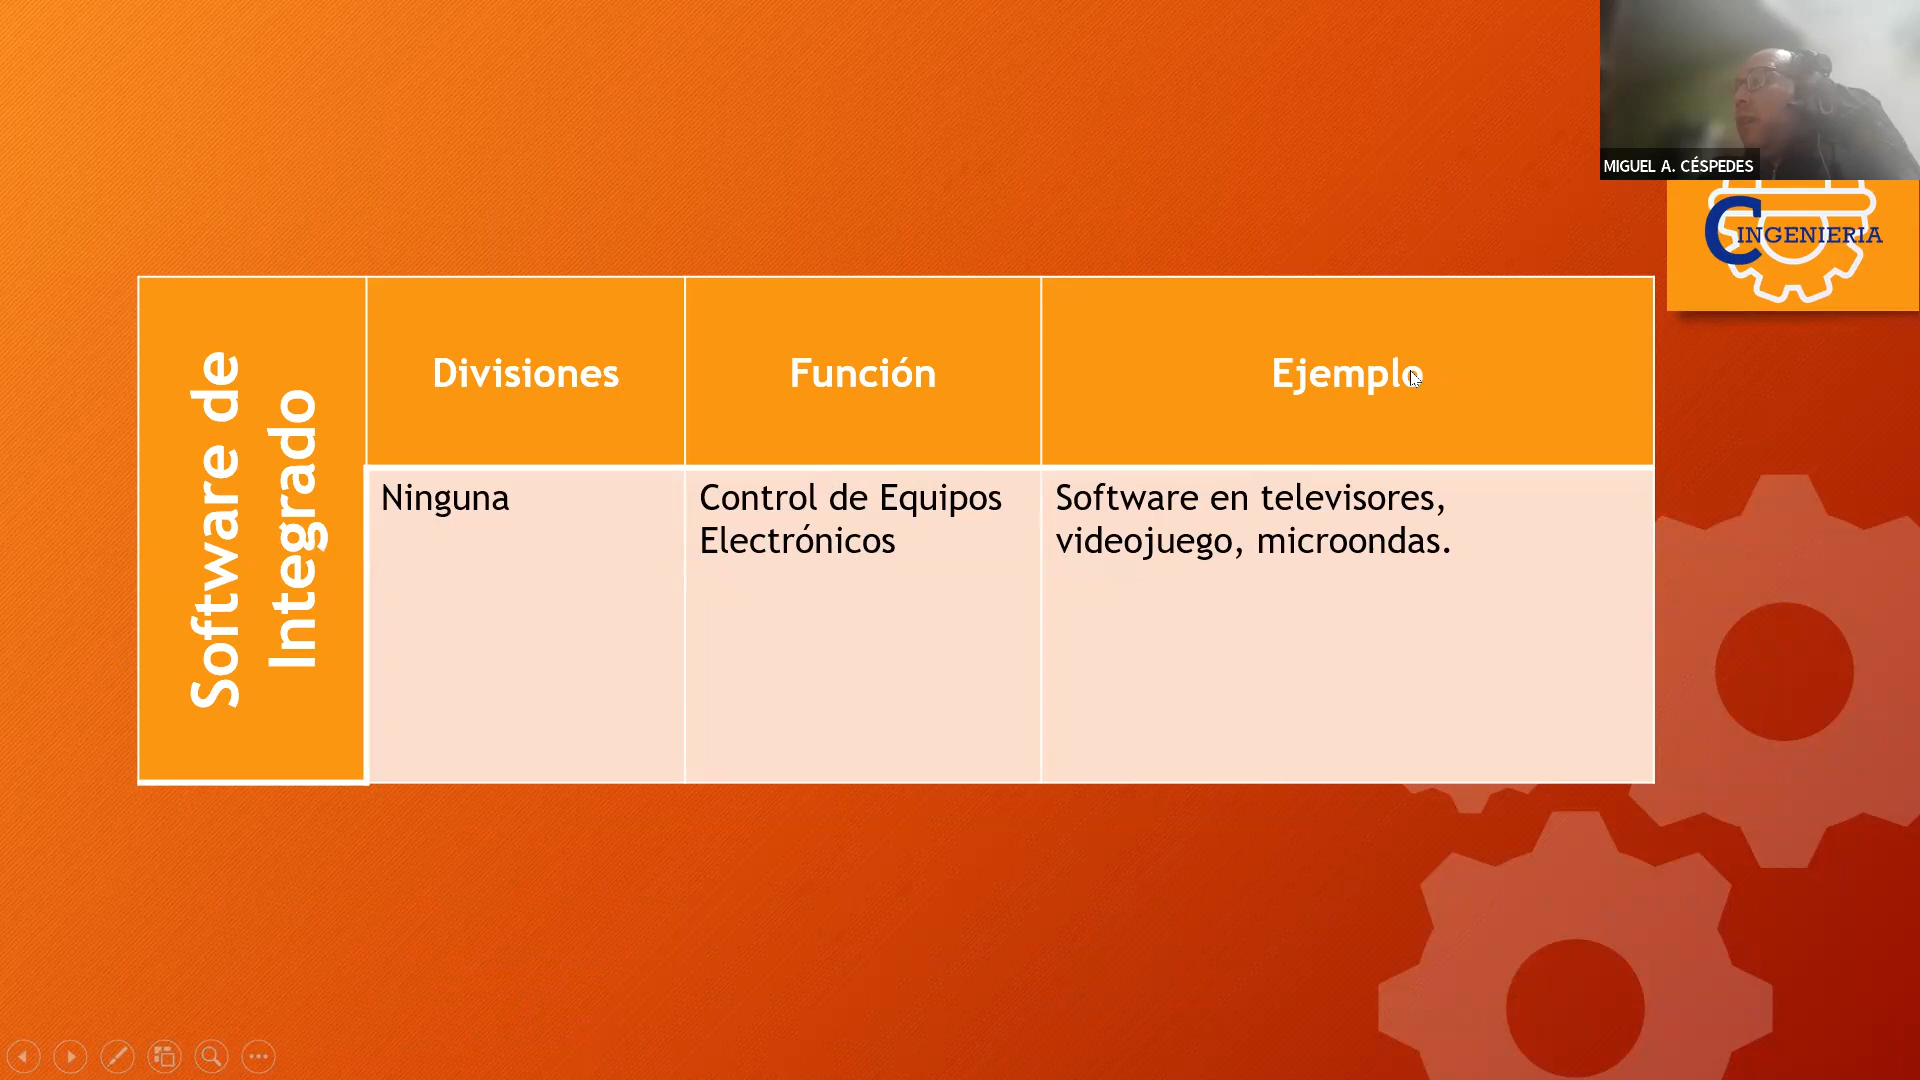 MIGUEL A. CÉSPEDES
C INGENIERIA
Software de
Integrado
Divisiones
Función
Ejemplo
Ninguna
Control de Equipos
Electrónicos
Software en televisores,
videojuego, microondas.